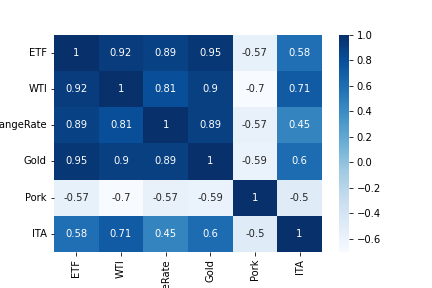 ETF 1 0.92 0.89 0.95 -0.57 0.58
WTI 0.92 1 0.81 0.9 -0.7 0.71
angeRate 0.89 0.81 1 0.89 -0.57 0.45
Gold 0.95 0.9 0.89 1 -0.59 0.6
Pork -0.57 -0.7 -0.57 -0.59 1 -0.5
ITA 0.58 0.71 0.45 0.6 -0.5 1
ETF WTI eRate Gold Pork ITA
1.0
0.8
0.6
0.4
0.2
0.0
−0.2
−0.4
−0.6